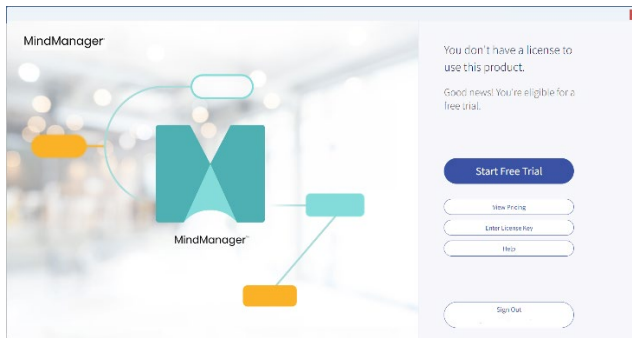 MindManager
MindManager™
You don't have a license to
use this product.
Good news! You're eligible for a
free trial.
Start Free Trial
View Pricing
Enter License Key
Help
Sign Out